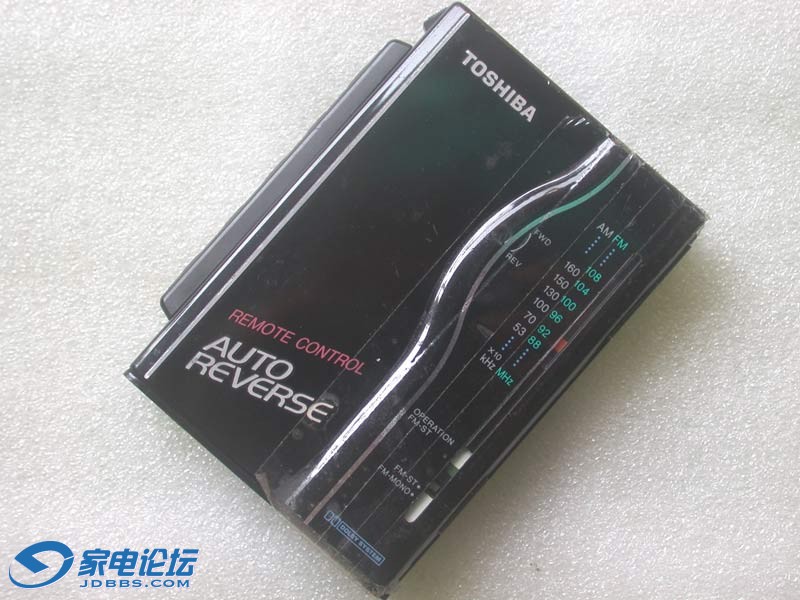 TOSHIBA
FWD
REV
AM FM
160 108
150 104
130 100
100 96
70 92
53 88
X10
kHz MHz
REMOTE CONTROL
AUTO
REVERSE
OPERATION
FM-ST
FM-ST
FM-MONO
DOLBY SYSTEM
家电论坛
JDBBS.COM